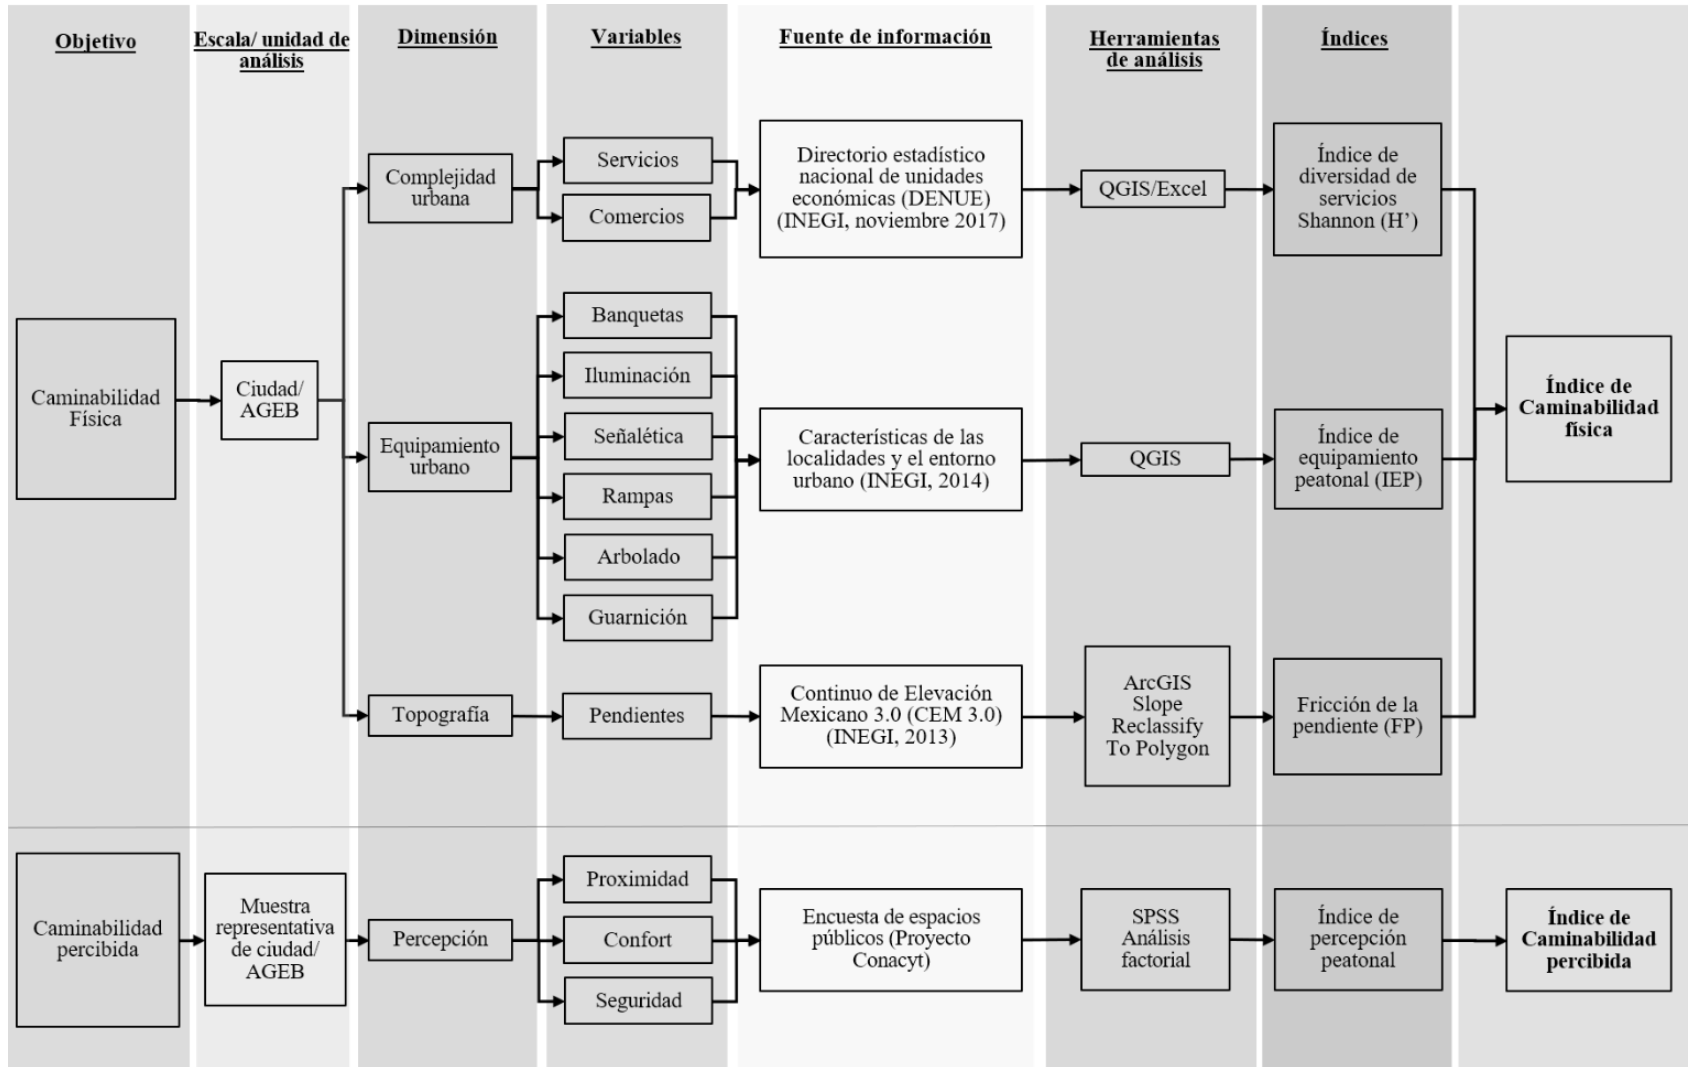 Objetivo
Escala/ unidad de
análisis
Dimensión
Variables
Fuente de información
Herramientas
de análisis
Índices
Caminabilidad
Física
Ciudad/
AGEB
Complejidad
urbana
Servicios
Comercios
Directorio estadístico
nacional de unidades
económicas (DENUE)
(INEGI, noviembre 2017)
QGIS/Excel
Índice de
diversidad de
servicios
Shannon (H’)
Equipamiento
urbano
Banquetas
Iluminación
Señalética
Rampas
Arbolado
Guarnición
Características de las
localidades y el entorno
urbano (INEGI, 2014)
QGIS
Índice de
equipamiento
peatonal (IEP)
Topografía
Pendientes
Continuo de Elevación
Mexicano 3.0 (CEM 3.0)
(INEGI, 2013)
ArcGIS
Slope
Reclassify
To Polygon
Fricción de la
pendiente (FP)
Índice de
Caminabilidad
física
Caminabilidad
percibida
Muestra
representativa
de ciudad/
AGEB
Percepción
Proximidad
Confort
Seguridad
Encuesta de espacios
públicos (Proyecto
Conacyt)
SPSS
Análisis
factorial
Índice de
percepción
peatonal
Índice de
Caminabilidad
percibida